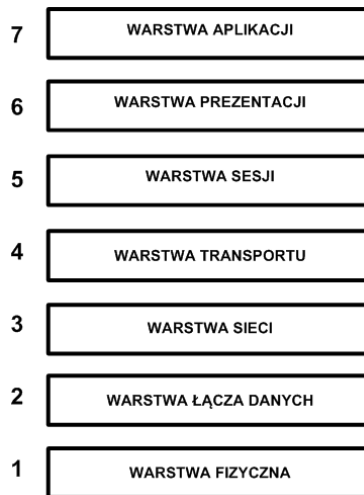 7 WARSTWA APLIKACJI
6 WARSTWA PREZENTACJI
5 WARSTWA SESJI
4 WARSTWA TRANSPORTU
3 WARSTWA SIECI
2 WARSTWA ŁĄCZA DANYCH
1 WARSTWA FIZYCZNA